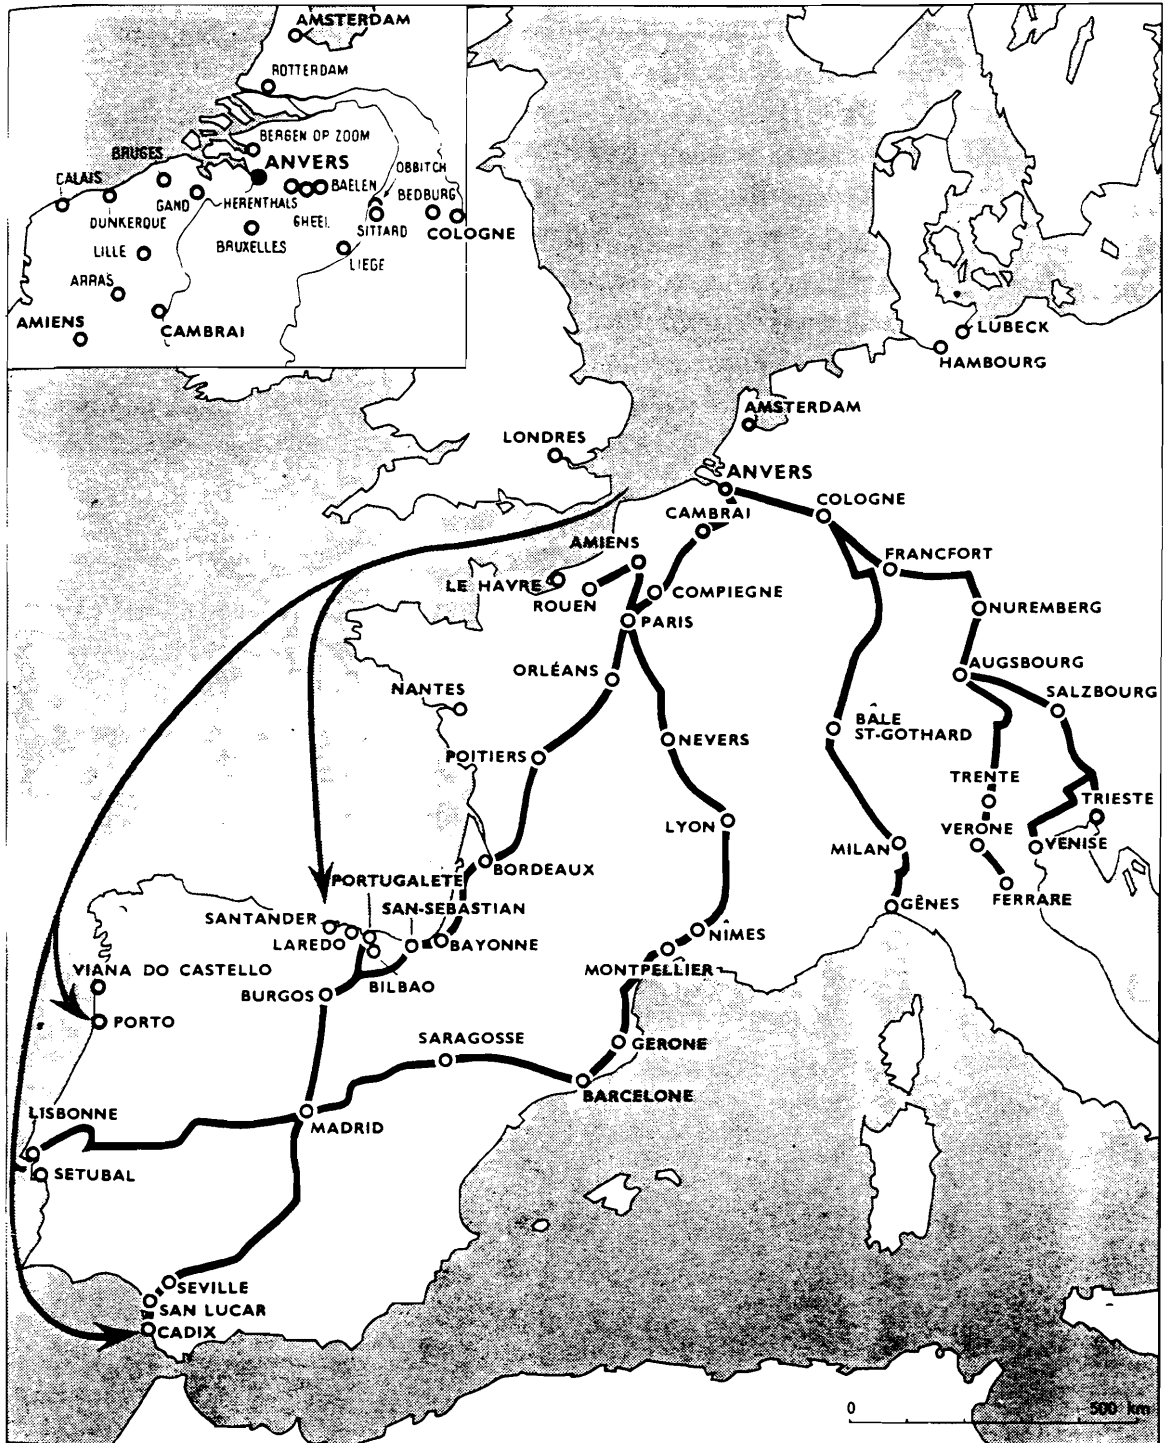 AMSTERDAM
ROTTERDAM
BERGEN OP ZOOM
BRUGES
ANVERS
OBBITCH
CALAIS
BAELEN
BEDBURG
GAND
HERENTHALS
DUNKERQUE
GHEEL
SITTARD
COLOGNE
BRUXELLES
LILLE
LIEGE
ARRAS
AMIENS
CAMBRAI
LUBECK
HAMBOURG
AMSTERDAM
LONDRES
ANVERS
COLOGNE
CAMBRAI
AMIENS
FRANCFORT
LE HAVRE
ROUEN
COMPIEGNE
NUREMBERG
PARIS
ORLÉANS
AUGSBOURG
NANTES
SALZBOURG
BÂLE
ST-GOTHARD
NEVERS
POITIERS
TRENTE
TRIESTE
LYON
VERONE
VENISE
MILAN
BORDEAUX
PORTUGALETE
FERRARE
GÊNES
SAN-SEBASTIAN
SANTANDER
NÎMES
LAREDO
BAYONNE
VIANA DO CASTELLO
MONTPELLIER
BILBAO
BURGOS
PORTO
SARAGOSSE
GERONE
BARCELONE
LISBONNE
MADRID
SETUBAL
SEVILLE
SAN LUCAR
CADIX
0 500 km